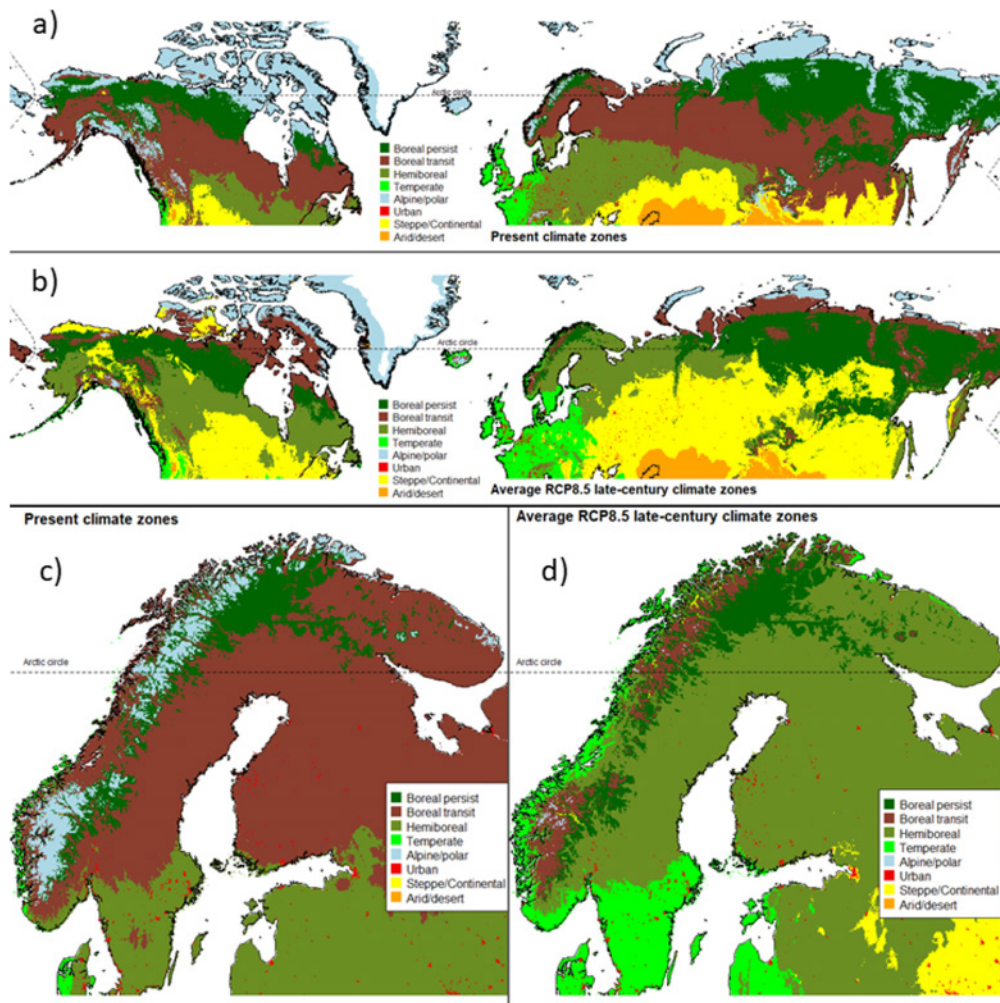 a)
Arctic circle
Boreal persist
Boreal transit
Hemiboreal
Temperate
Alpine/polar
Urban
Steppe/Continental
Arid/desert
Present climate zones
b)
Arctic circle
Boreal persist
Boreal transit
Hemiboreal
Temperate
Alpine/polar
Urban
Steppe/Continental
Arid/desert
Average RCP8.5 late-century climate zones
Present climate zones
c)
Arctic circle
Boreal persist
Boreal transit
Hemiboreal
Temperate
Alpine/polar
Urban
Steppe/Continental
Arid/desert
Average RCP8.5 late-century climate zones
d)
Arctic circle
Boreal persist
Boreal transit
Hemiboreal
Temperate
Alpine/polar
Urban
Steppe/Continental
Arid/desert